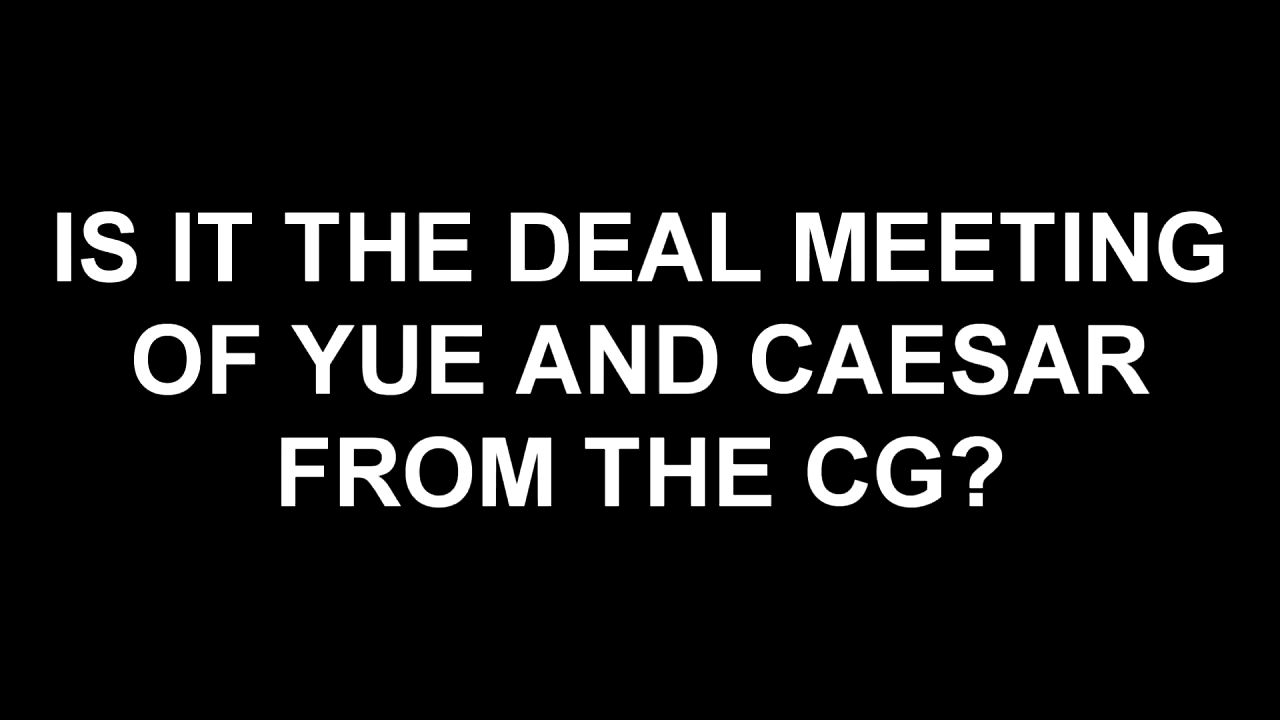 IS IT THE DEAL MEETING
OF YUE AND CAESAR
FROM THE CG?